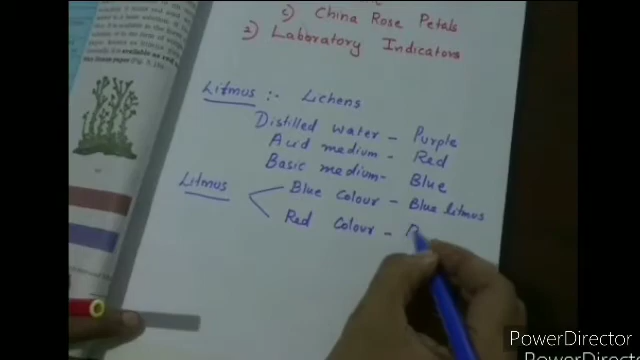 c) China Rose Petals
2) Laboratory Indicators
Litmus :- Lichens
Distilled water – Purple
Acid medium – Red
Basic medium – Blue
Litmus
Blue Colour – Blue litmus
Red Colour –
PowerDirector
PowerDirector